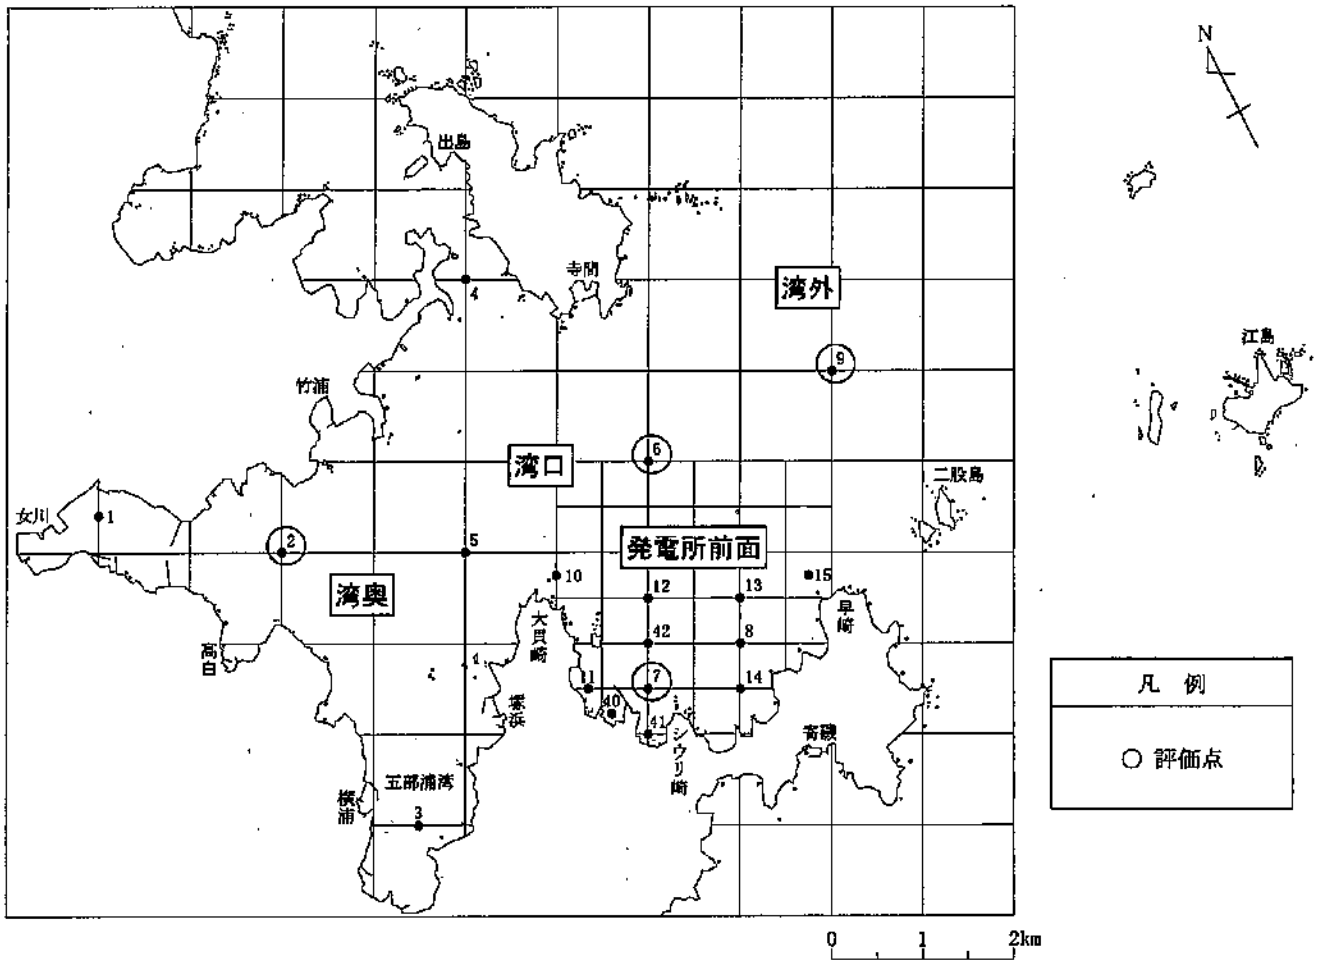 N
出島
寺間
湾外
4
9
江島
竹浦
6
湾口
二股島
女川
1
2
5
発電所前面
湾奥
10
12
13
15
大貝崎
早崎
42
8
高白
11
7
14
塚浜
40
41
シウリ崎
寄磯
凡例
○ 評価点
五部浦湾
横浦
3
0 1 2km